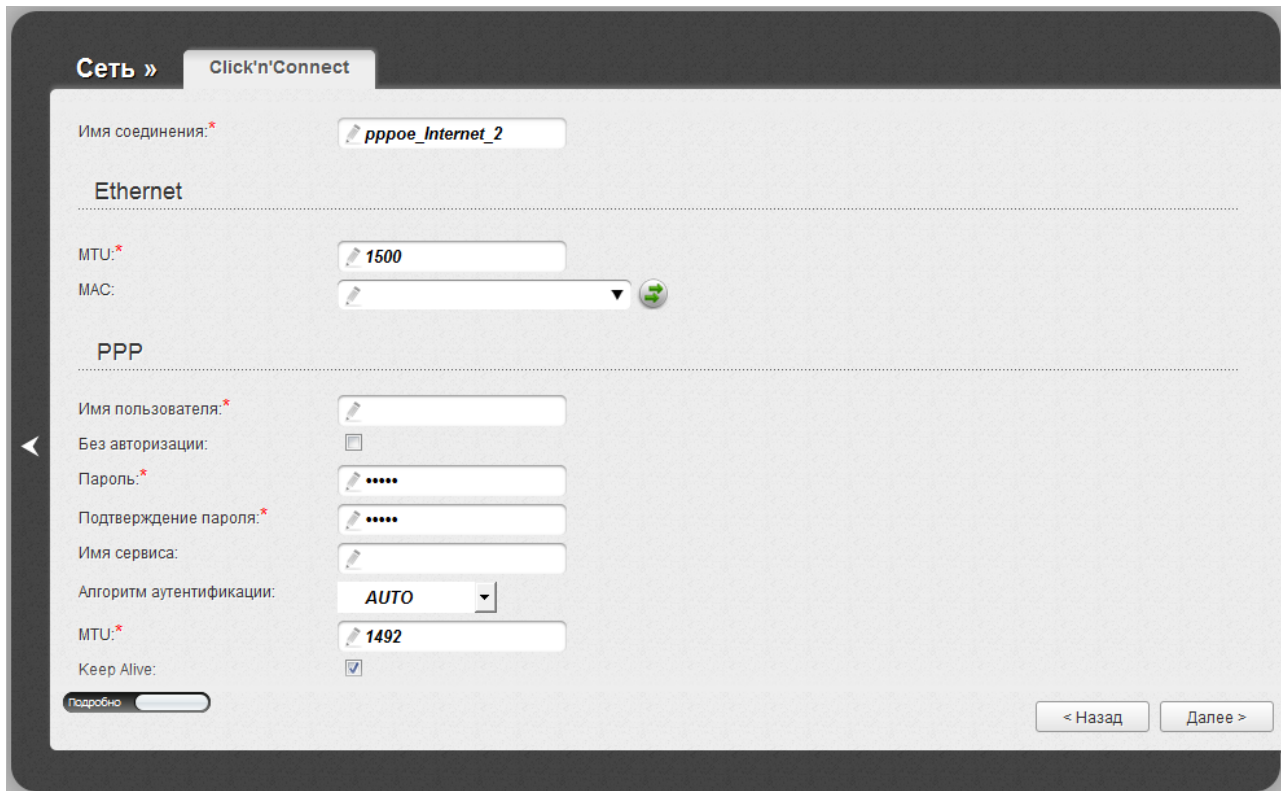 Сеть »
Click'n'Connect
Имя соединения:* pppoe_Internet_2
Ethernet
MTU:* 1500
MAC:
PPP
Имя пользователя:*
Без авторизации:
Пароль:* •••••
Подтверждение пароля:* •••••
Имя сервиса:
Алгоритм аутентификации: AUTO
MTU:* 1492
Keep Alive:
Подробно
< Назад
Далее >